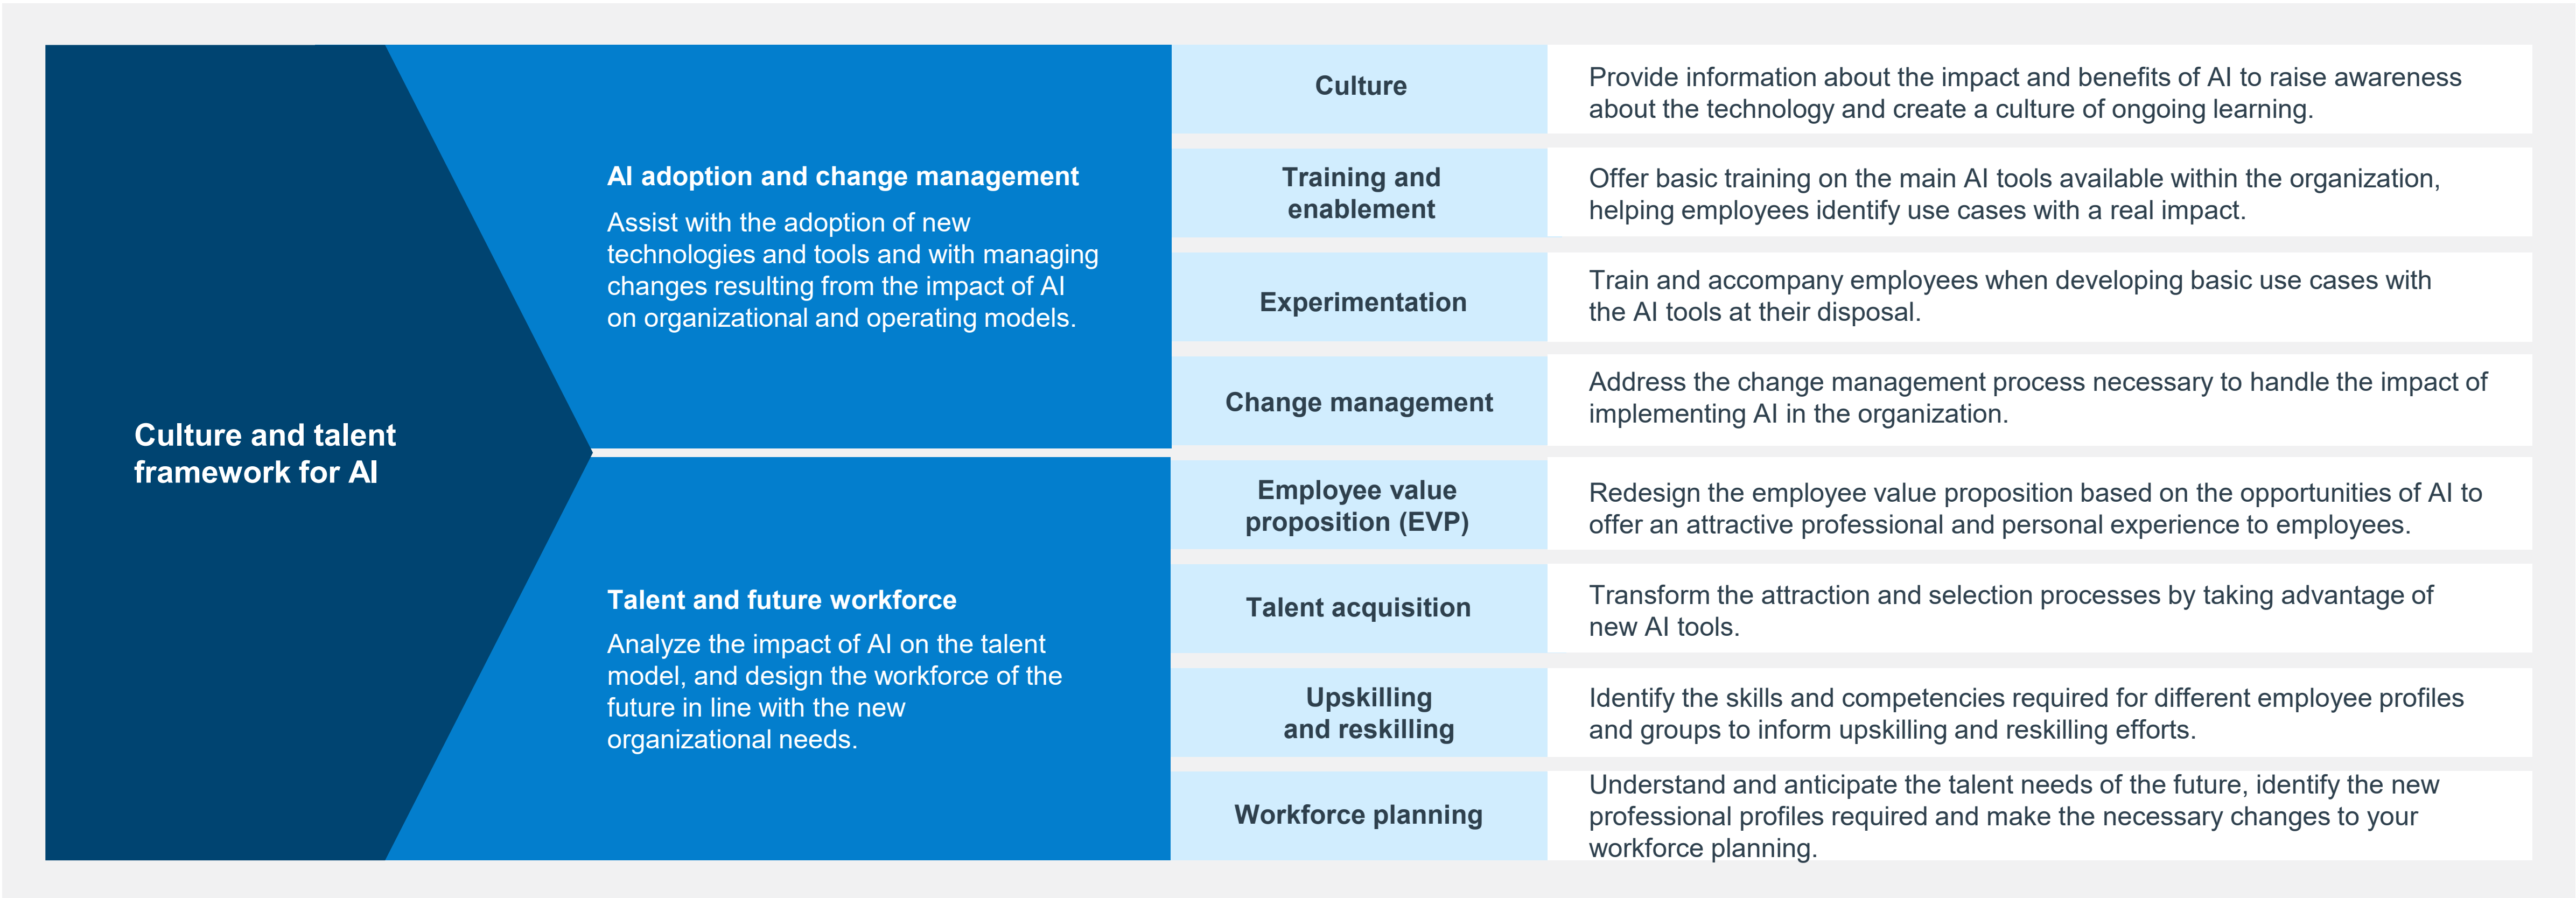 Culture and talent
framework for AI
AI adoption and change management
Assist with the adoption of new
technologies and tools and with managing
changes resulting from the impact of AI
on organizational and operating models.
Culture
Provide information about the impact and benefits of AI to raise awareness
about the technology and create a culture of ongoing learning.
Training and
enablement
Offer basic training on the main AI tools available within the organization,
helping employees identify use cases with a real impact.
Experimentation
Train and accompany employees when developing basic use cases with
the AI tools at their disposal.
Change management
Address the change management process necessary to handle the impact of
implementing AI in the organization.
Talent and future workforce
Analyze the impact of AI on the talent
model, and design the workforce of the
future in line with the new
organizational needs.
Employee value
proposition (EVP)
Redesign the employee value proposition based on the opportunities of AI to
offer an attractive professional and personal experience to employees.
Talent acquisition
Transform the attraction and selection processes by taking advantage of
new AI tools.
Upskilling
and reskilling
Identify the skills and competencies required for different employee profiles
and groups to inform upskilling and reskilling efforts.
Workforce planning
Understand and anticipate the talent needs of the future, identify the new
professional profiles required and make the necessary changes to your
workforce planning.